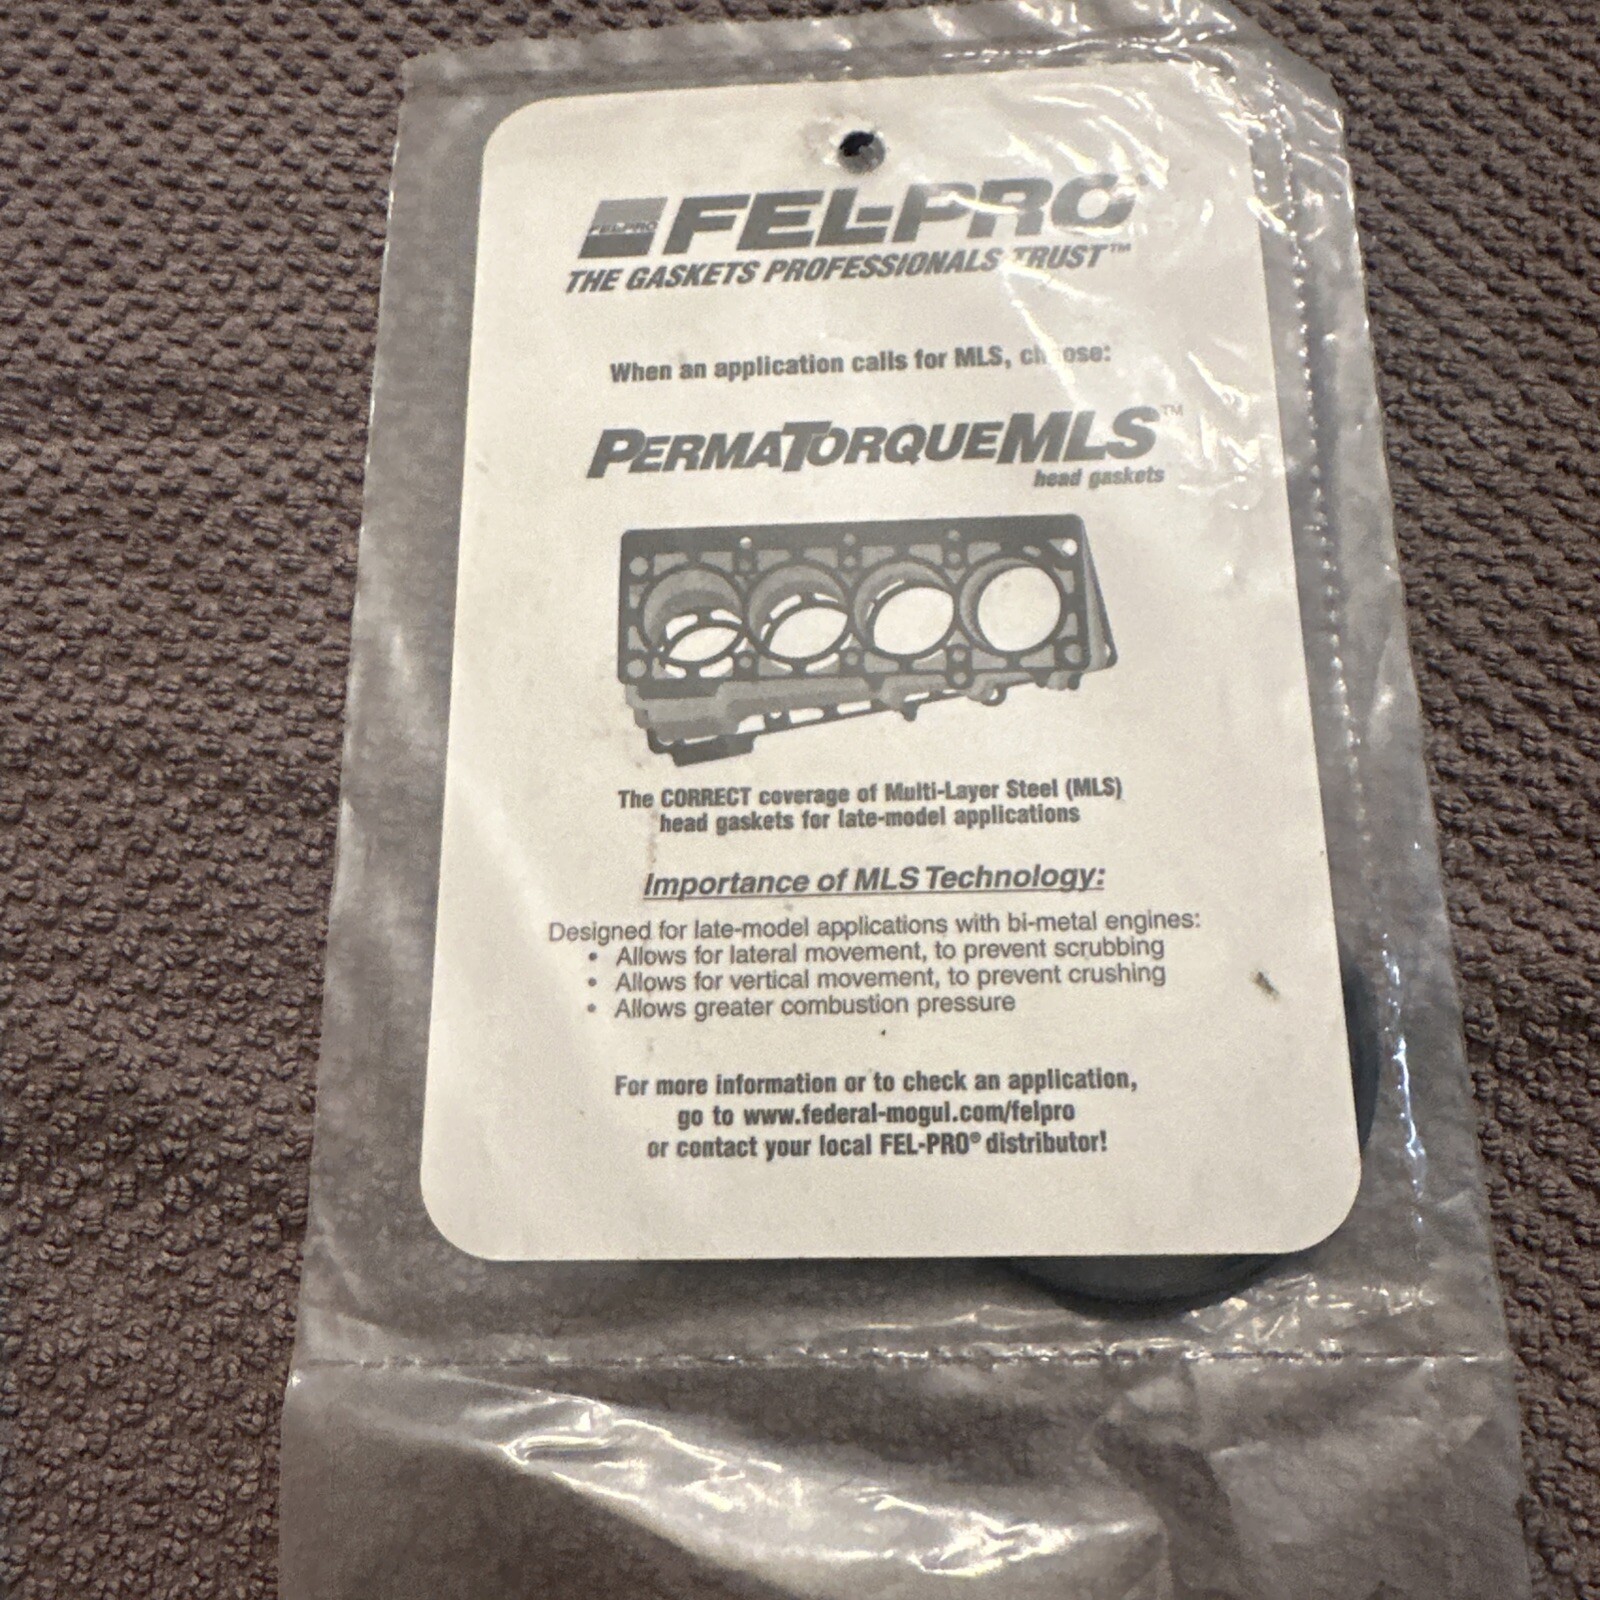 FEL-PRO
FEL-PRO
THE GASKETS PROFESSIONALS TRUST™
When an application calls for MLS, choose:
PERMATORQUEMLS™
head gaskets
The CORRECT coverage of Multi-Layer Steel (MLS)
head gaskets for late-model applications
Importance of MLS Technology:
Designed for late-model applications with bi-metal engines:
• Allows for lateral movement, to prevent scrubbing
• Allows for vertical movement, to prevent crushing
• Allows greater combustion pressure
For more information or to check an application,
go to www.federal-mogul.com/felpro
or contact your local FEL-PRO® distributor!